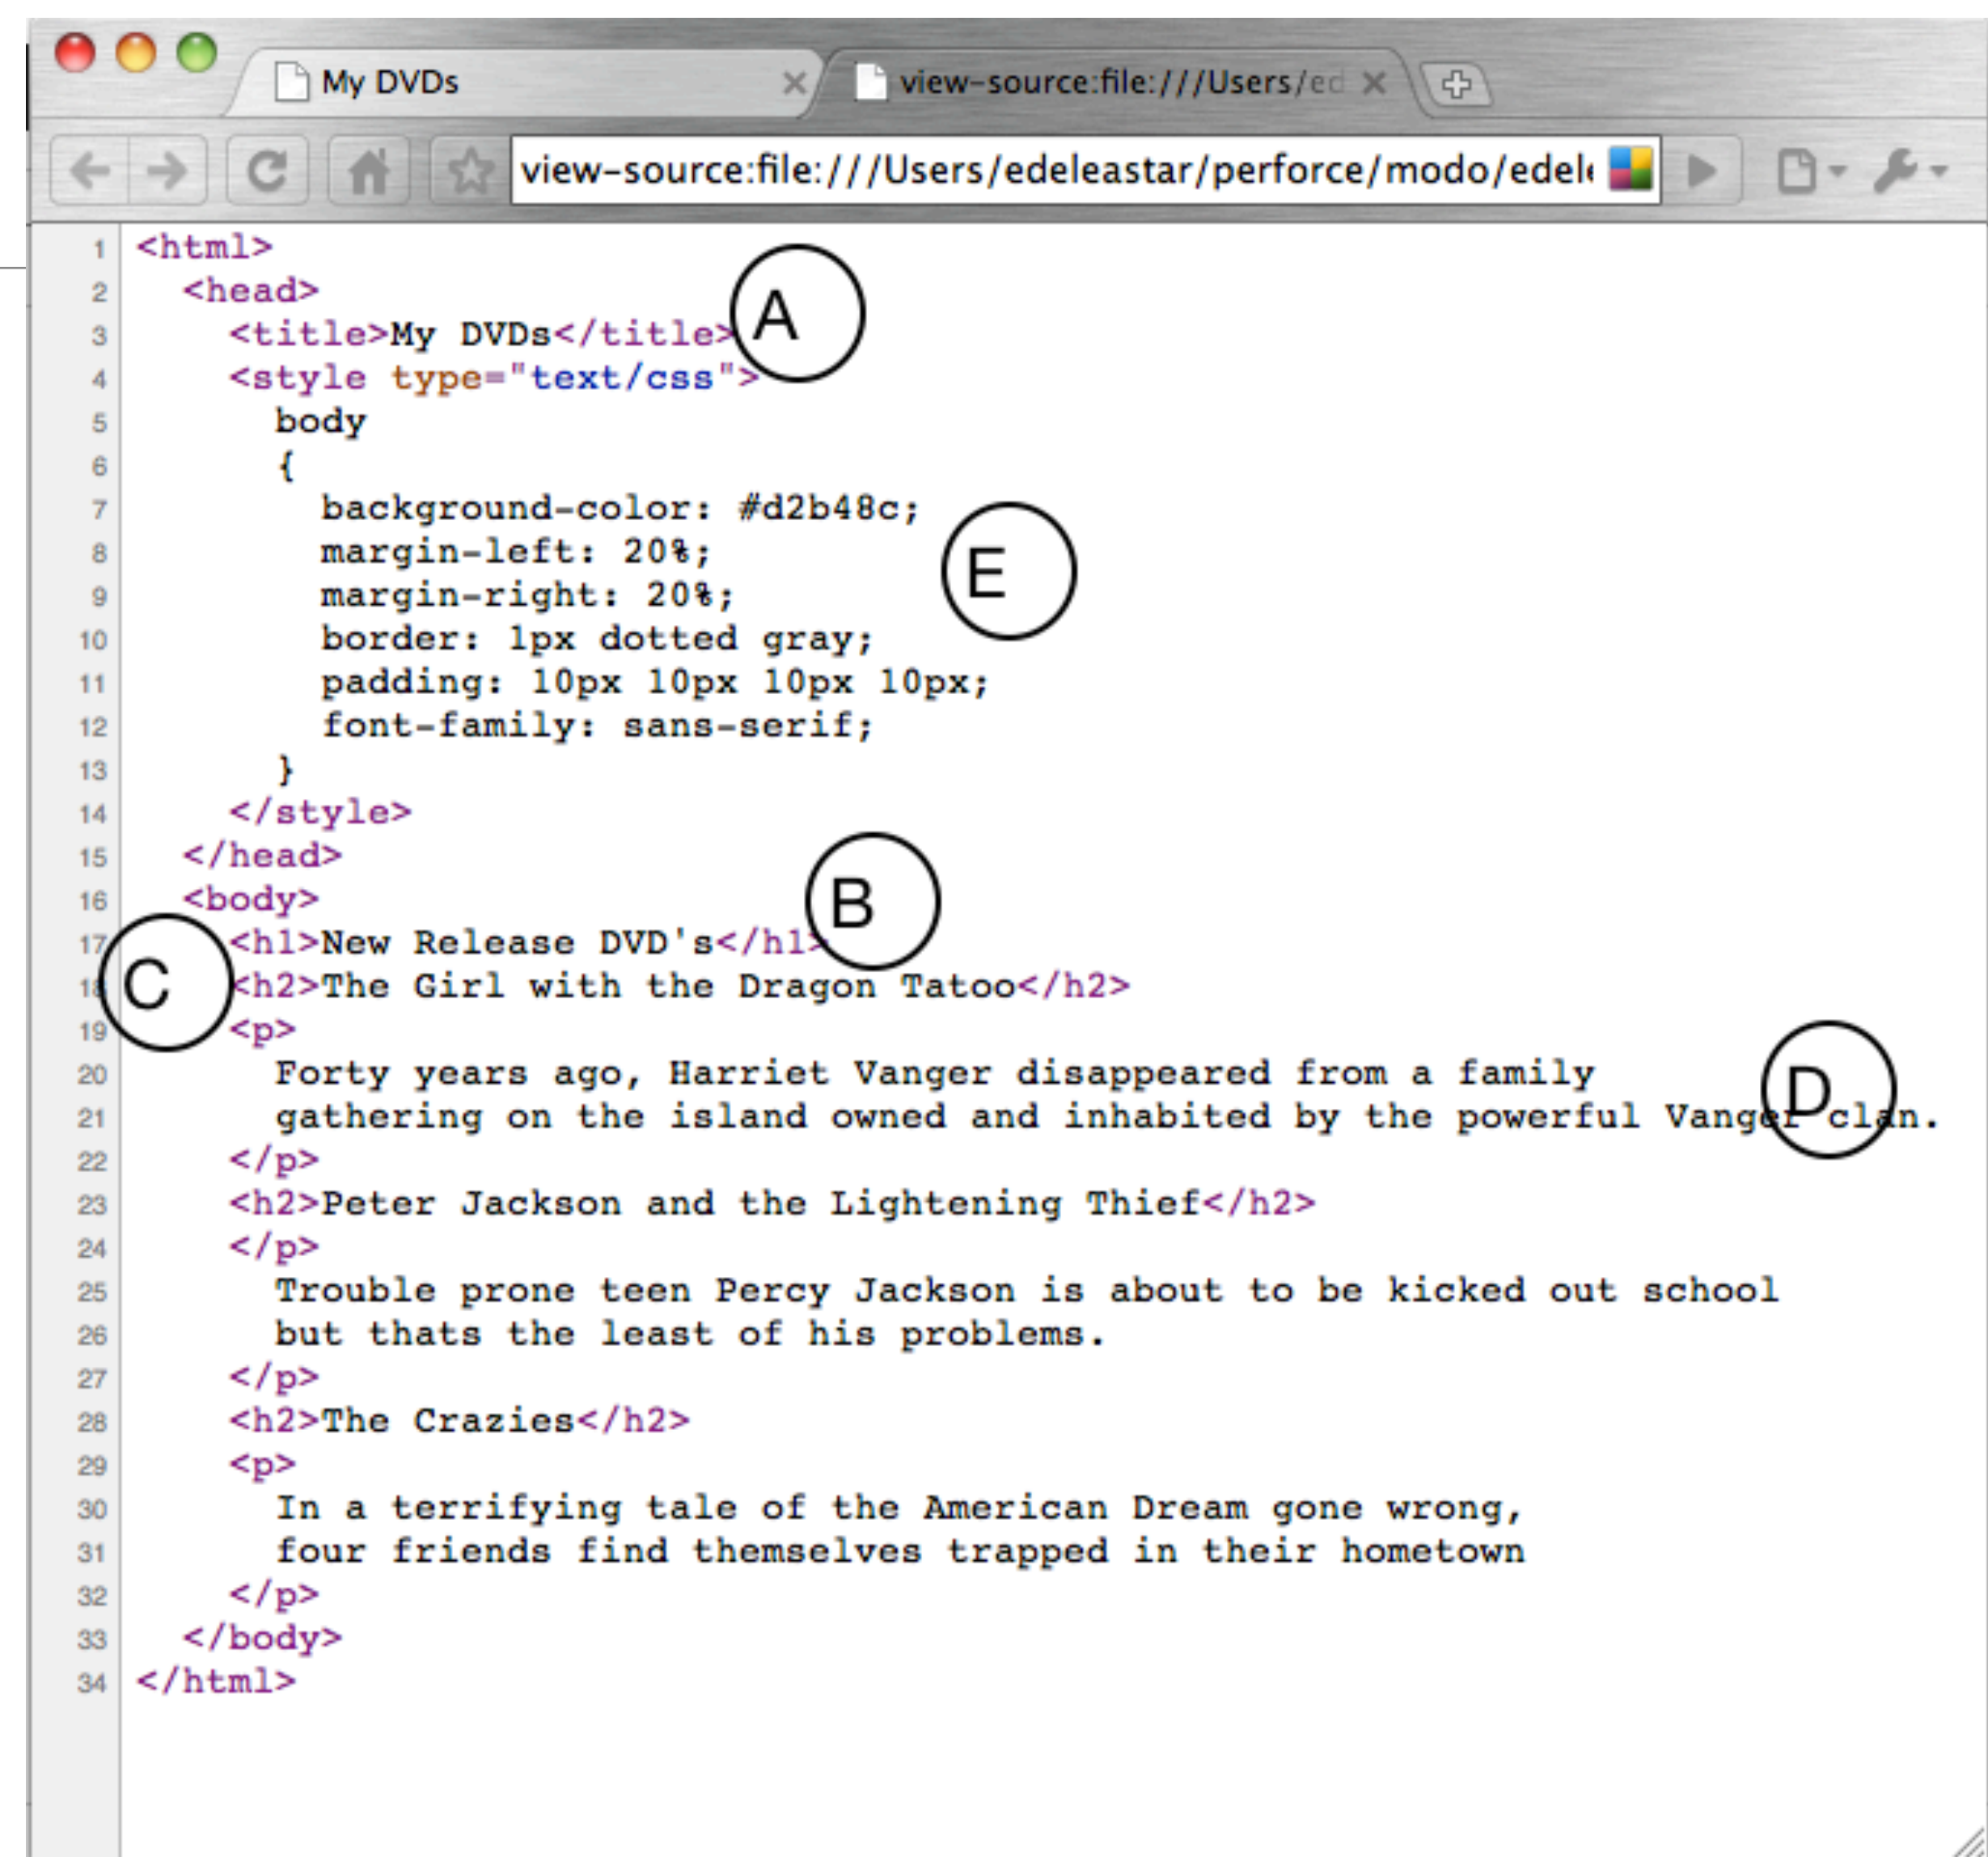 My DVDs
view-source:file:///Users/ed
view-source:file:///Users/edeleastar/perforce/modo/edele
1 <html>
2 <head>
A
3 <title>My DVDs</title>
4 <style type="text/css">
5 body
6 {
7 background-color: #d2b48c;
8 margin-left: 20%;
E
9 margin-right: 20%;
10 border: 1px dotted gray;
11 padding: 10px 10px 10px 10px;
12 font-family: sans-serif;
13 }
14 </style>
15 </head>
16 <body>
B
17 <h1>New Release DVD's</h1>
C
18 <h2>The Girl with the Dragon Tatoo</h2>
19 <p>
20 Forty years ago, Harriet Vanger disappeared from a family
D
21 gathering on the island owned and inhabited by the powerful Vanger clan.
22 </p>
23 <h2>Peter Jackson and the Lightening Thief</h2>
24 </p>
25 Trouble prone teen Percy Jackson is about to be kicked out school
26 but thats the least of his problems.
27 </p>
28 <h2>The Crazies</h2>
29 <p>
30 In a terrifying tale of the American Dream gone wrong,
31 four friends find themselves trapped in their hometown
32 </p>
33 </body>
34 </html>